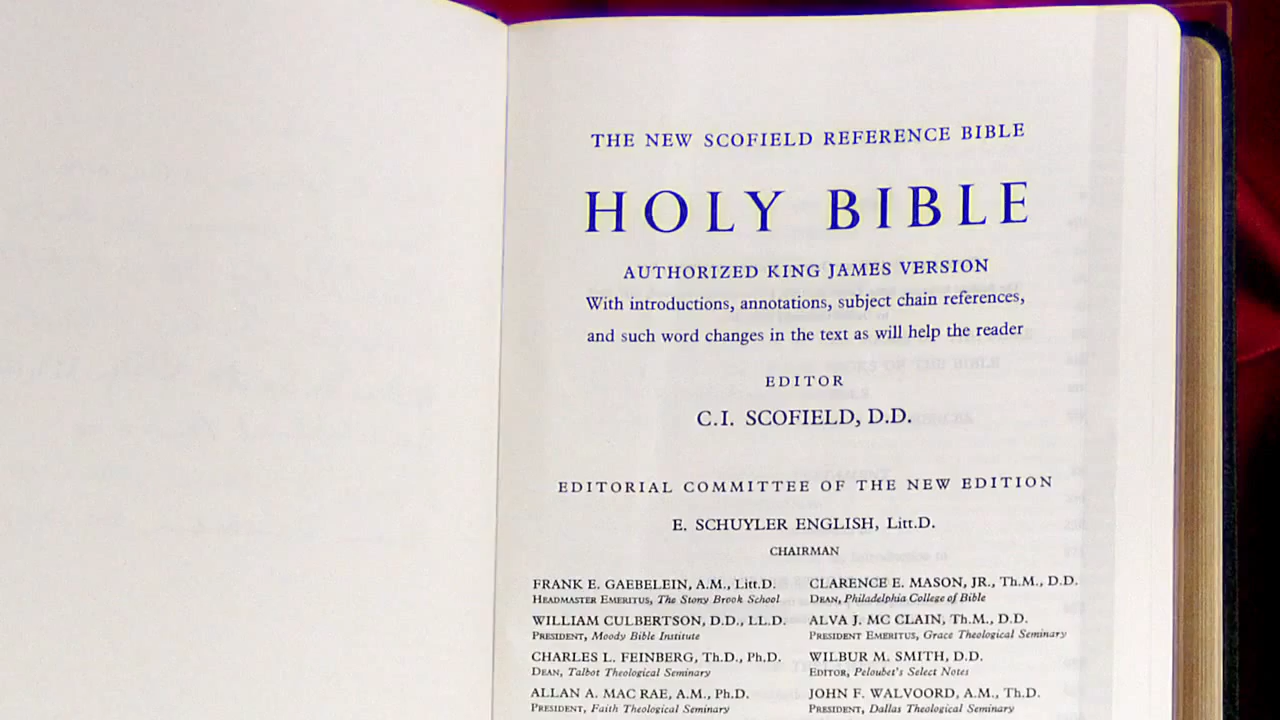 THE NEW SCOFIELD REFERENCE BIBLE
HOLY BIBLE
AUTHORIZED KING JAMES VERSION
With introductions, annotations, subject chain references,
and such word changes in the text as will help the reader
EDITOR
C.I. SCOFIELD, D.D.
EDITORIAL COMMITTEE OF THE NEW EDITION
E. SCHUYLER ENGLISH, Litt.D.
CHAIRMAN
FRANK E. GAEBELEIN, A.M., Litt.D.
HEADMASTER EMERITUS, The Stony Brook School
WILLIAM CULBERTSON, D.D., LL.D.
PRESIDENT, Moody Bible Institute
CHARLES L. FEINBERG, Th.D., Ph.D.
DEAN, Talbot Theological Seminary
ALLAN A. MAC RAE, A.M., Ph.D.
PRESIDENT, Faith Theological Seminary
CLARENCE E. MASON, JR., Th.M., D.D.
DEAN, Philadelphia College of Bible
ALVA J. MC CLAIN, Th.M., D.D.
PRESIDENT EMERITUS, Grace Theological Seminary
WILBUR M. SMITH, D.D.
EDITOR, Peloubet's Select Notes
JOHN F. WALVOORD, A.M., Th.D.
PRESIDENT, Dallas Theological Seminary